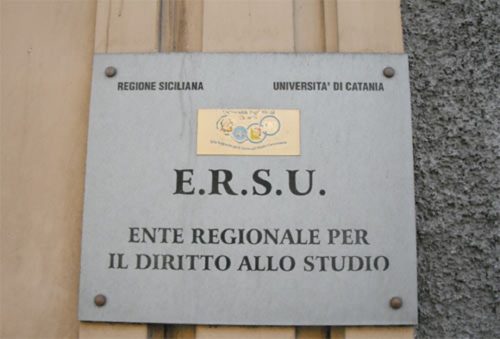 REGIONE SICILIANA
UNIVERSITA' DI CATANIA
E.R.S.U.
ENTE REGIONALE PER
IL DIRITTO ALLO STUDIO